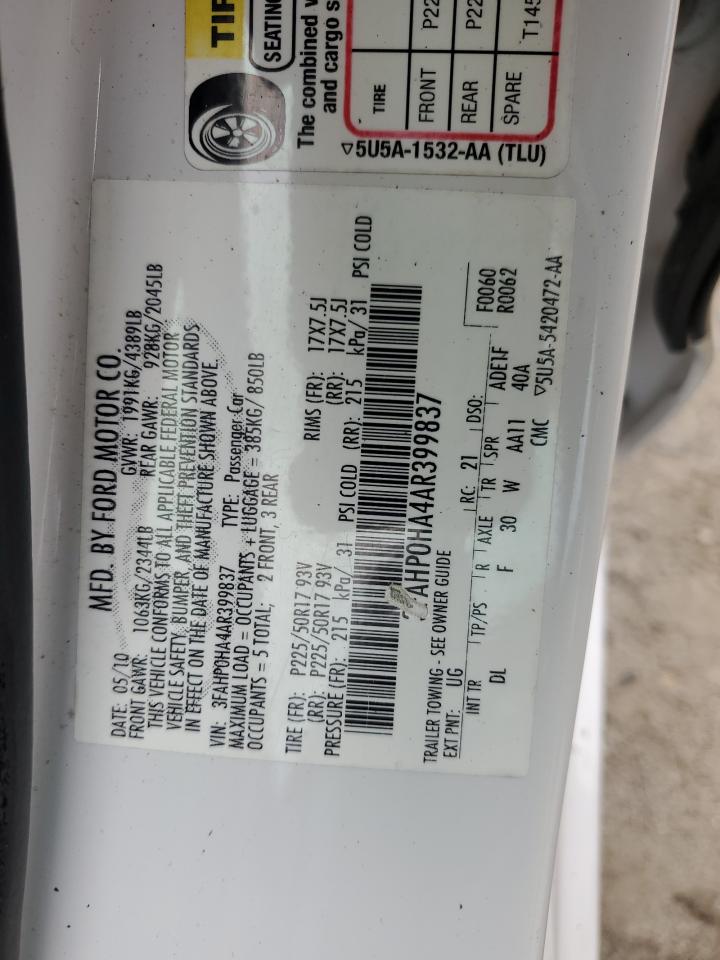 MFD. BY FORD MOTOR CO.
DATE: 05/10 GVWR: 1991KG/4389LB
FRONT GAWR: 1063KG/2344LB REAR GAWR: 928KG/2045LB
THIS VEHICLE CONFORMS TO ALL APPLICABLE FEDERAL MOTOR
VEHICLE SAFETY, BUMPER, AND THEFT PREVENTION STANDARDS
IN EFFECT ON THE DATE OF MANUFACTURE SHOWN ABOVE.
VIN: 3FAHP0HA4AR399837 TYPE: Passenger Car
MAXIMUM LOAD = OCCUPANTS + LUGGAGE = 385KG/ 850LB
OCCUPANTS = 5 TOTAL; 2 FRONT, 3 REAR
TIRE (FR): P225/50R17 93V RIMS (FR): 17X7.5J
(RR): P225/50R17 93V (RR): 17X7.5J
PRESSURE (FR): 215 kPa/ 31 PSI COLD (RR): 215 kPa/ 31 PSI COLD
AHP0HA4AR399837
TRAILER TOWING - SEE OWNER GUIDE
EXT PNT: UG RC: 21 DSO: F0060
R0062
INT TR TP/PS R AXLE TR SPR ADE1F
DL F 30 W AA11 40A
CMC ▽5U5A-5420472-AA
TIR
SEATING
The combined
and cargo s
TIRE
FRONT P22
REAR P22
SPARE T145
▽5U5A-1532-AA (TLU)